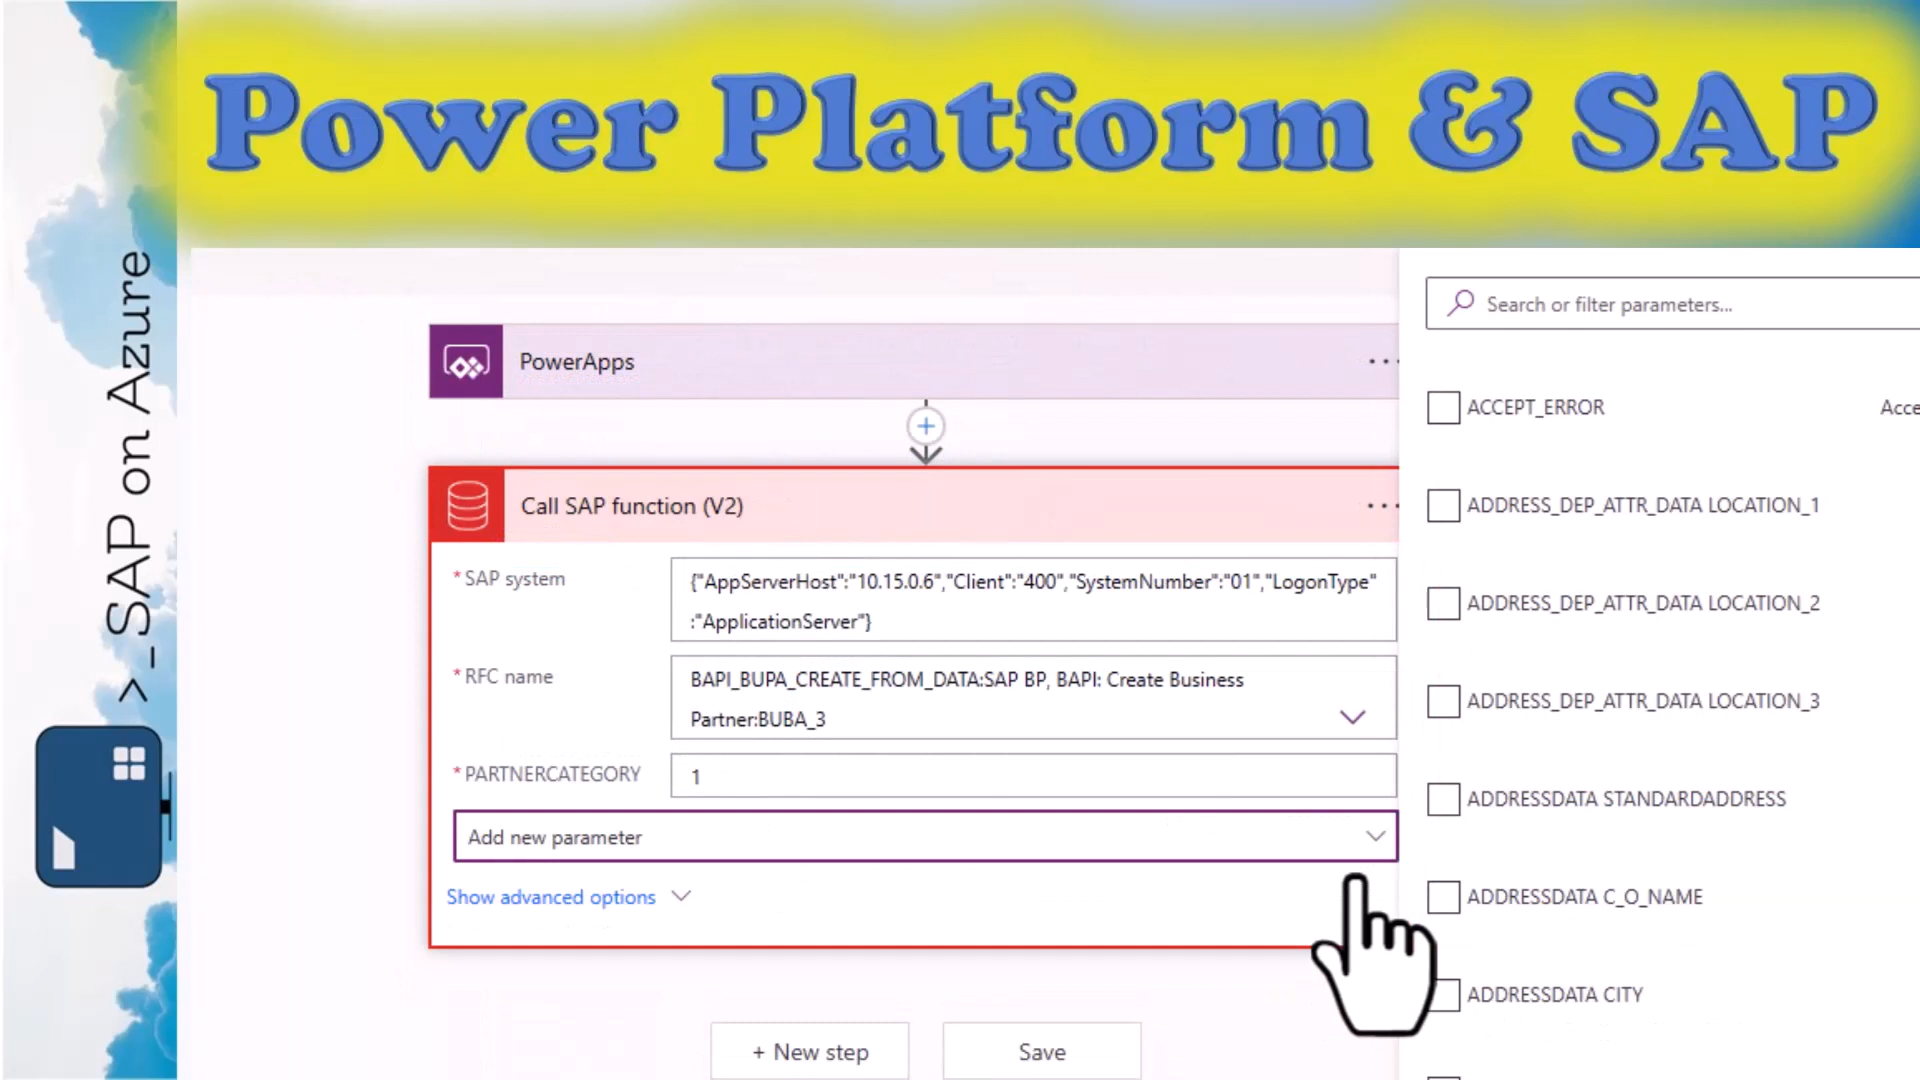 Power Platform & SAP
>-SAP on Azure
PowerApps
Call SAP function (V2)
* SAP system
{"AppServerHost":"10.15.0.6","Client":"400","SystemNumber":"01","LogonType"
:"ApplicationServer"}
* RFC name
BAPI_BUPA_CREATE_FROM_DATA:SAP BP, BAPI: Create Business
Partner:BUBA_3
* PARTNERCATEGORY
1
Add new parameter
Show advanced options
+ New step
Save
Search or filter parameters...
ACCEPT_ERROR
Acce
ADDRESS_DEP_ATTR_DATA LOCATION_1
ADDRESS_DEP_ATTR_DATA LOCATION_2
ADDRESS_DEP_ATTR_DATA LOCATION_3
ADDRESSDATA STANDARDADDRESS
ADDRESSDATA C_O_NAME
ADDRESSDATA CITY